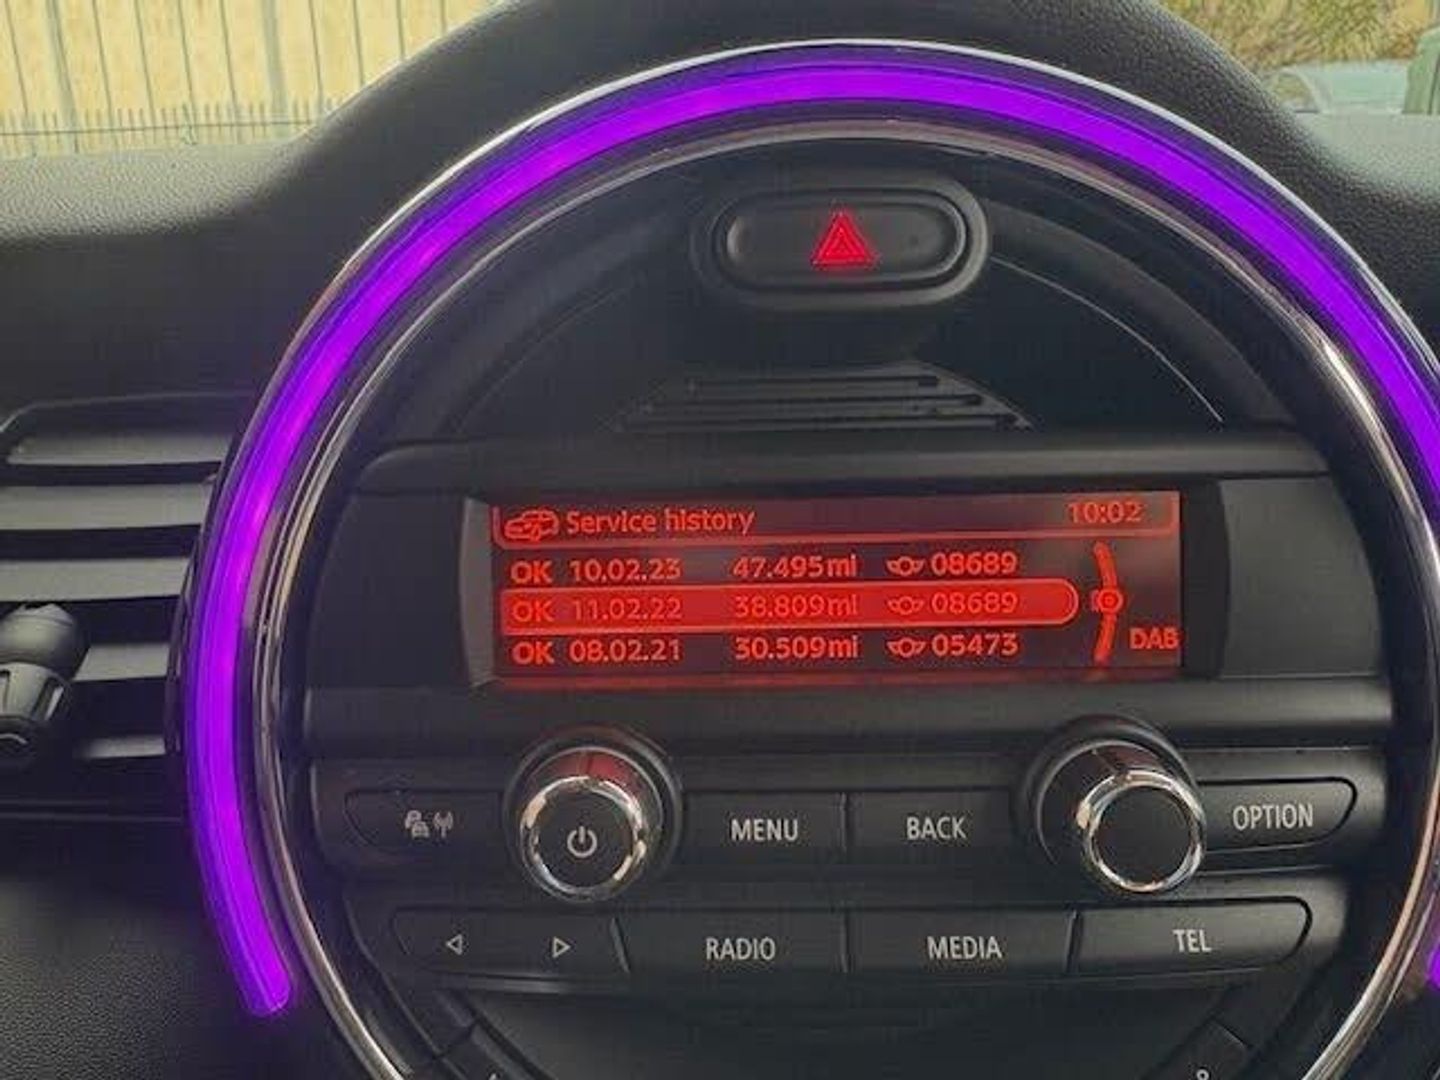 Service history 10:02
OK 10.02.23 47.495mi 08689
OK 11.02.22 38.809mi 08689
OK 08.02.21 30.509mi 05473
DAB
MENU BACK OPTION
RADIO MEDIA TEL